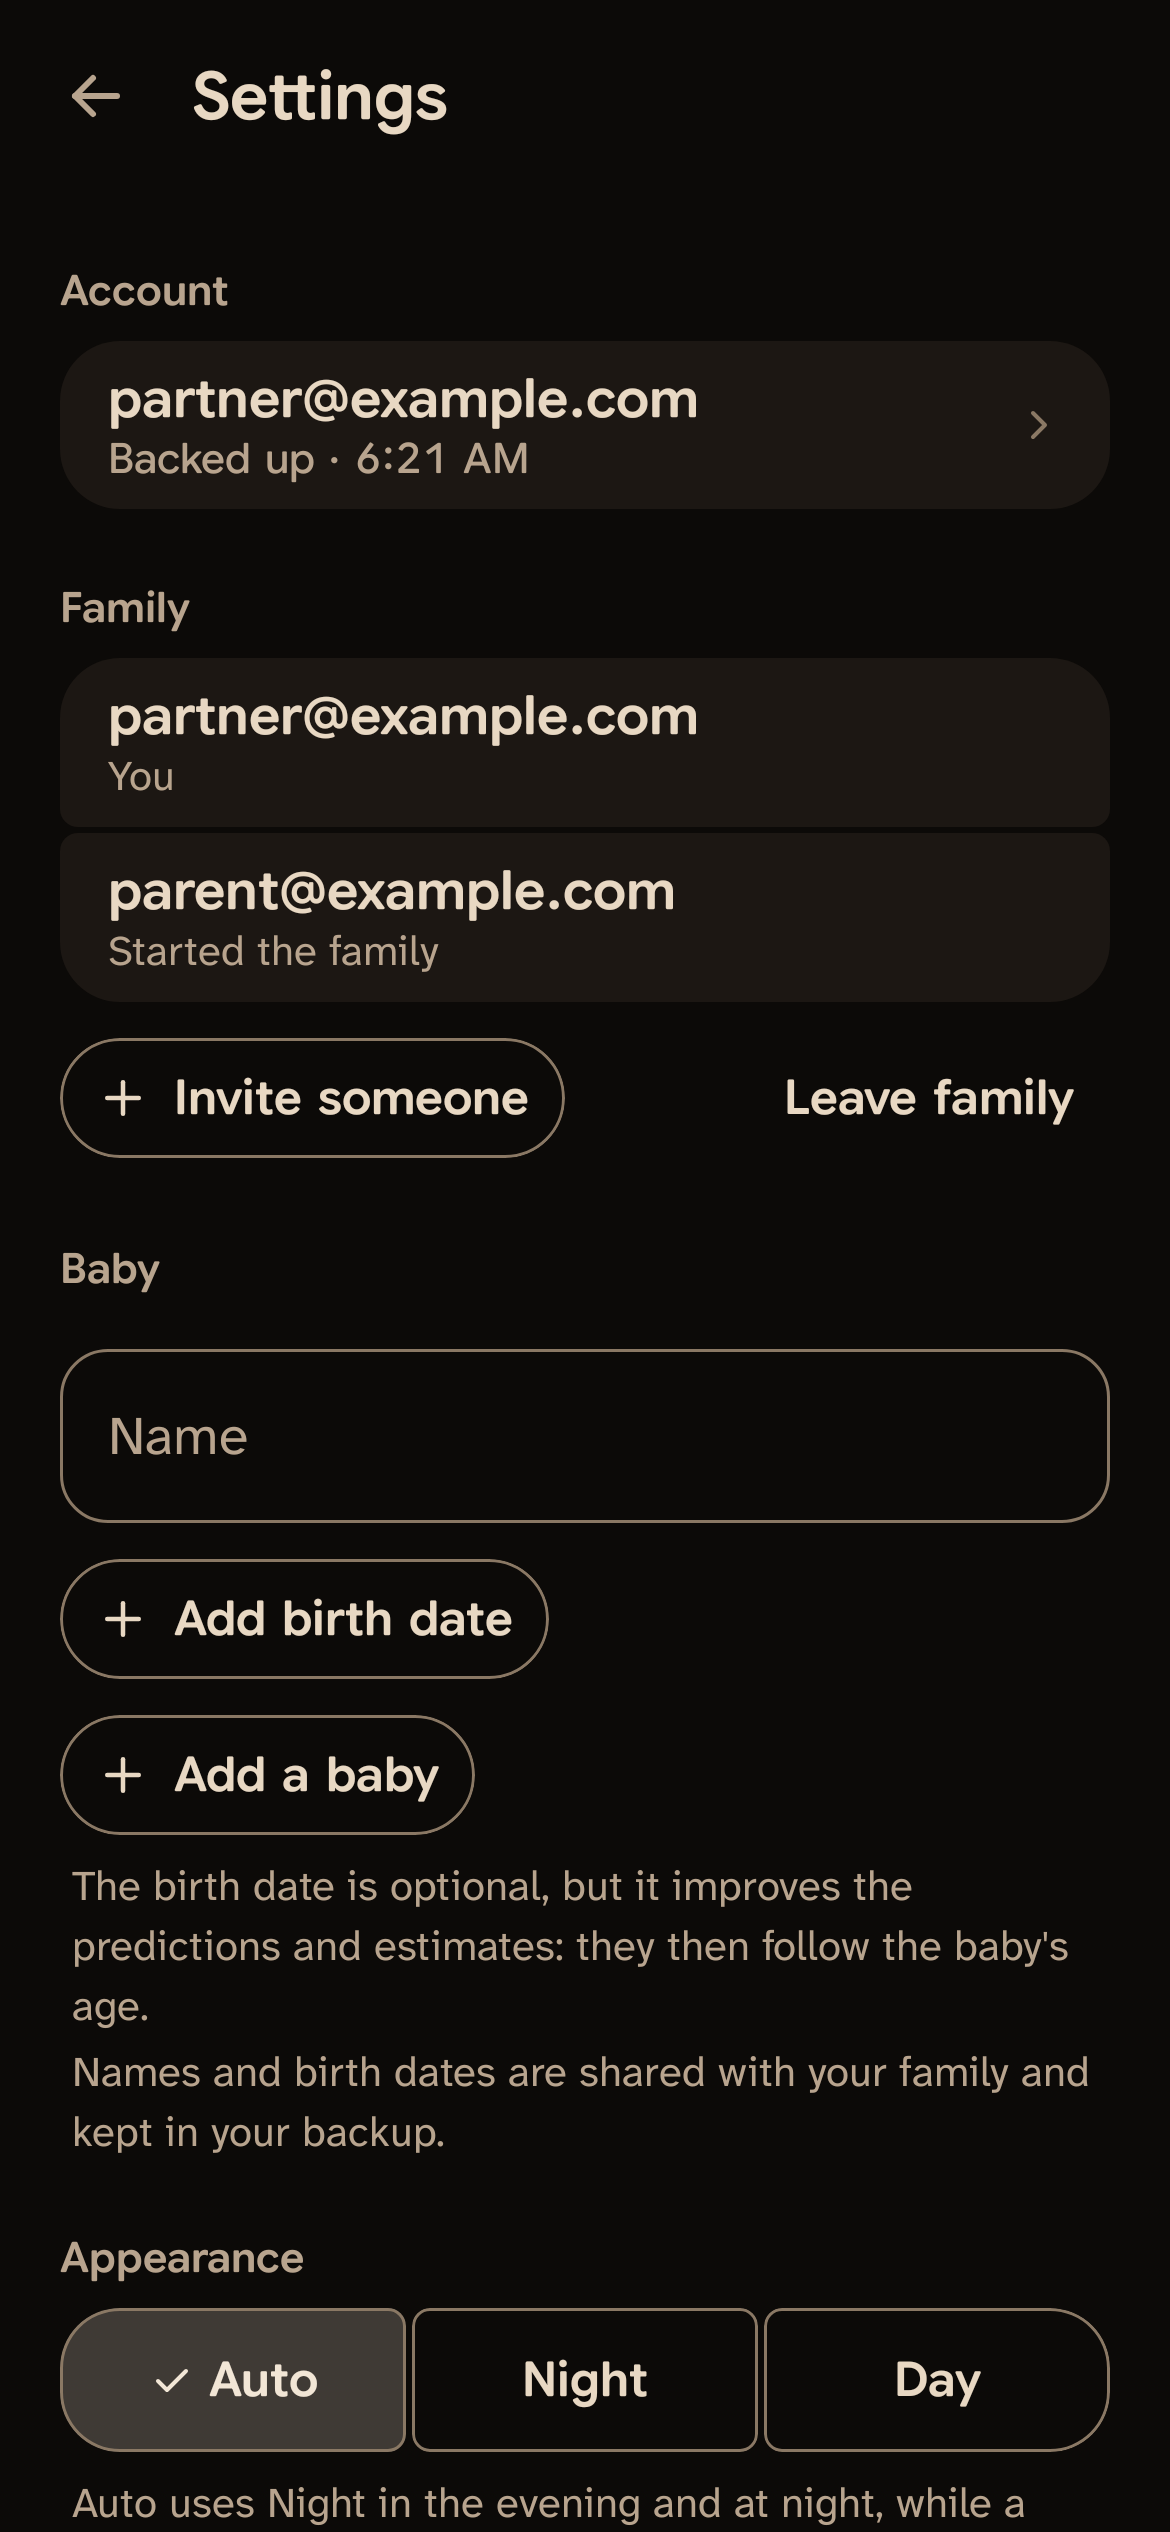 Settings
Account
partner@example.com
Backed up · 6:21 AM
Family
partner@example.com
You
parent@example.com
Started the family
Invite someone
Leave family
Baby
Name
Add birth date
Add a baby
The birth date is optional, but it improves the
predictions and estimates: they then follow the baby's
age.
Names and birth dates are shared with your family and
kept in your backup.
Appearance
Auto
Night
Day
Auto uses Night in the evening and at night, while a